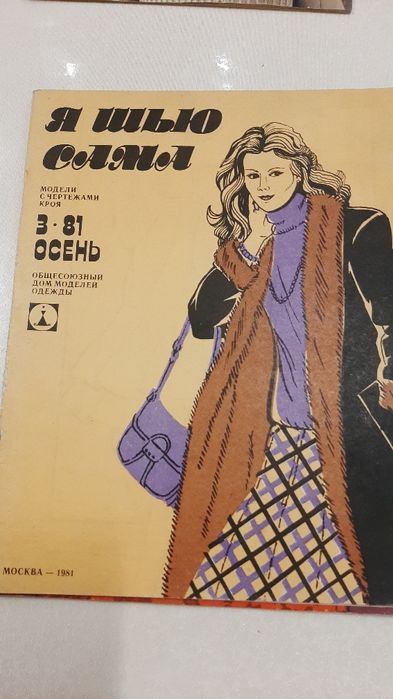 Я ШЬЮ
САМА
МОДЕЛИ
С ЧЕРТЕЖАМИ
КРОЯ
3·81
ОСЕНЬ
ОБЩЕСОЮЗНЫЙ
ДОМ МОДЕЛЕЙ
ОДЕЖДЫ
МОСКВА — 1981